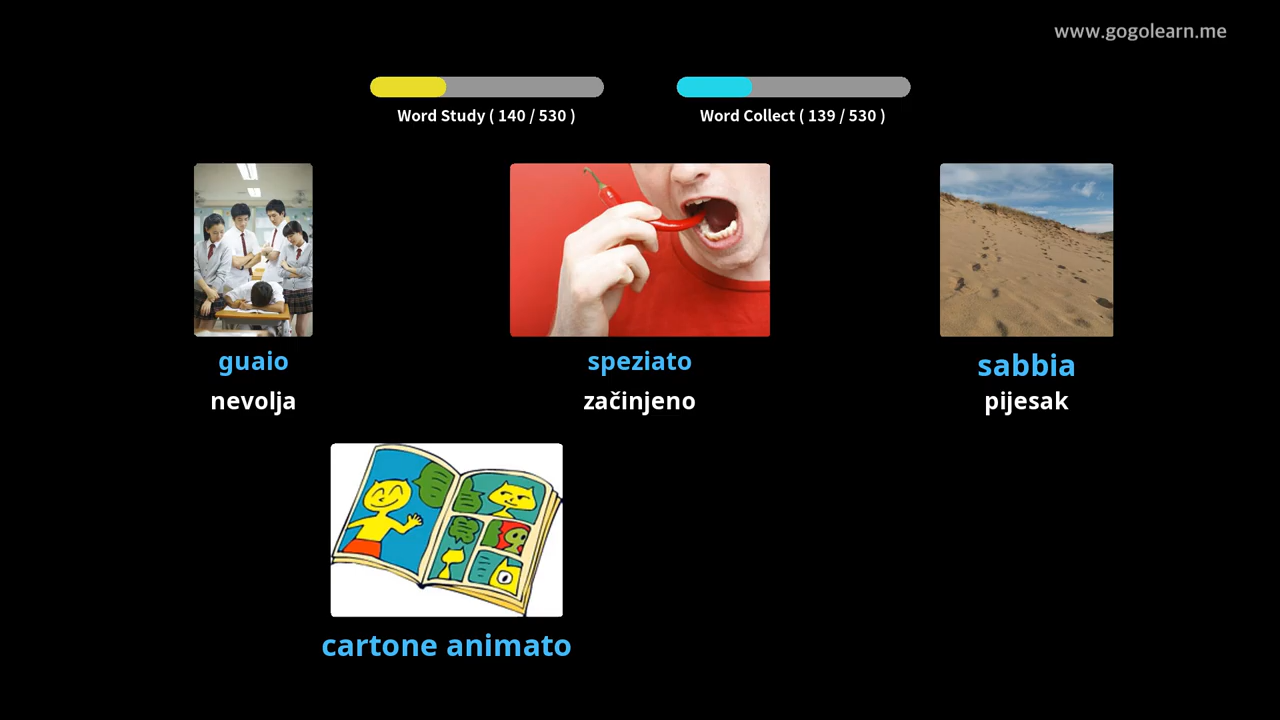 www.gogolearn.me
Word Study ( 140 / 530 )
Word Collect ( 139 / 530 )
guaio
speziato
sabbia
nevolja
začinjeno
pijesak
cartone animato